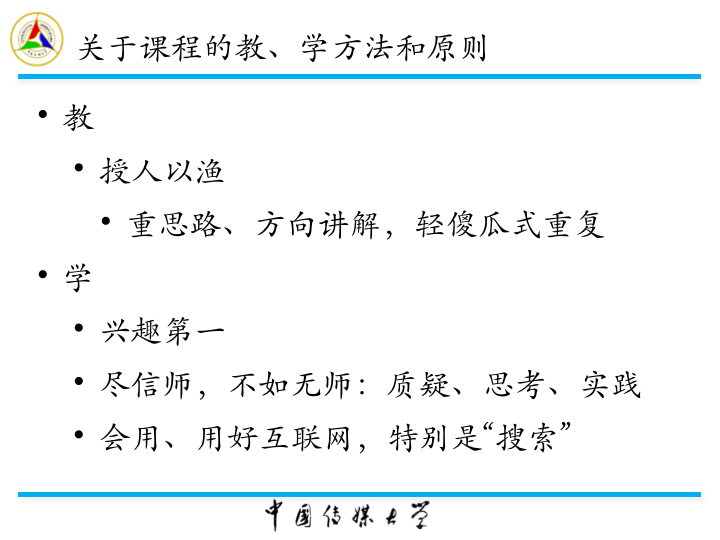 关于课程的教、学方法和原则
• 教
• 授人以渔
• 重思路、方向讲解，轻傻瓜式重复
• 学
• 兴趣第一
• 尽信师，不如无师：质疑、思考、实践
• 会用、用好互联网，特别是“搜索”
中国传媒大学